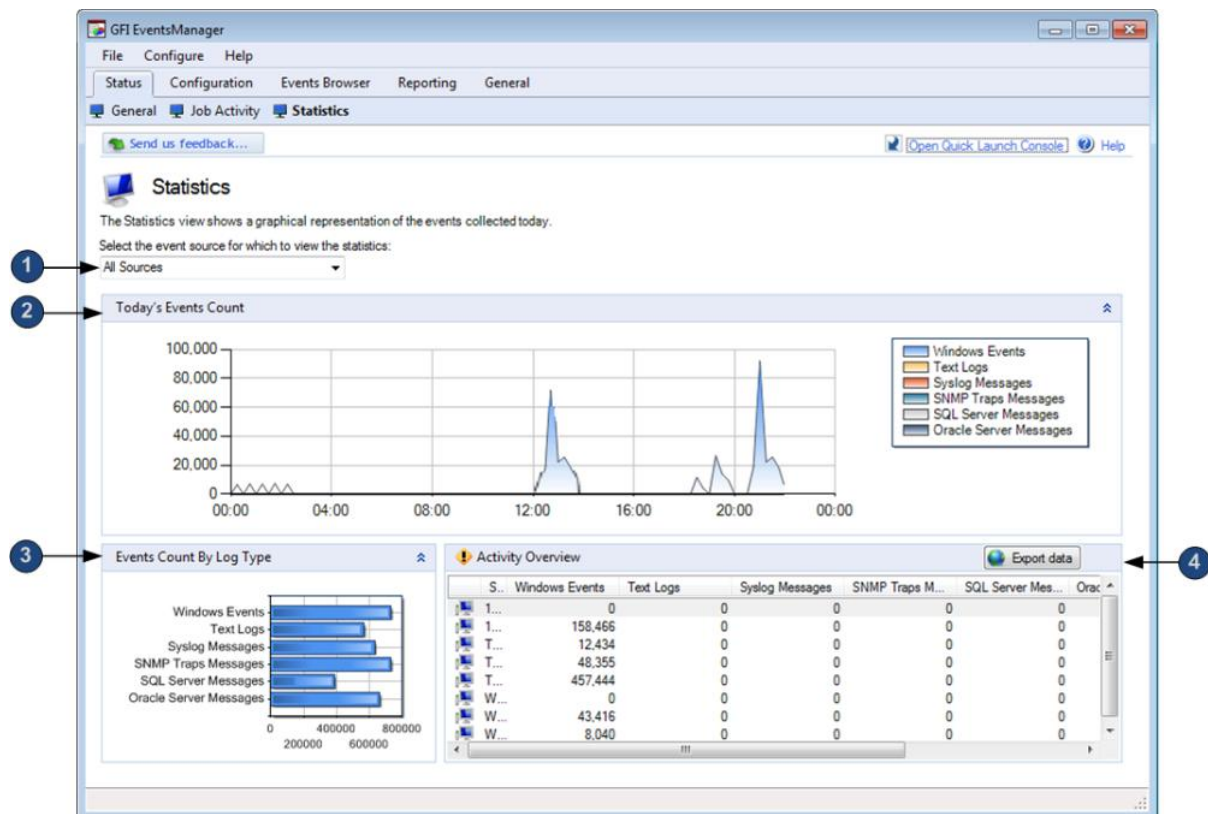 GFI EventsManager
File Configure Help
Status Configuration Events Browser Reporting General
General Job Activity Statistics
Send us feedback... Open Quick Launch Console Help
Statistics
The Statistics view shows a graphical representation of the events collected today.
Select the event source for which to view the statistics:
1 All Sources
2 Today's Events Count
100,000
80,000
60,000
40,000
20,000
0
00:00 04:00 08:00 12:00 16:00 20:00 00:00
Windows Events
Text Logs
Syslog Messages
SNMP Traps Messages
SQL Server Messages
Oracle Server Messages
3 Events Count By Log Type
Windows Events
Text Logs
Syslog Messages
SNMP Traps Messages
SQL Server Messages
Oracle Server Messages
0 400000 800000
200000 600000
Activity Overview Export data 4
S... Windows Events Text Logs Syslog Messages SNMP Traps M... SQL Server Mes... Orac
1... 0 0 0 0 0
1... 158,466 0 0 0 0
T... 12,434 0 0 0 0
T... 48,355 0 0 0 0
T... 457,444 0 0 0 0
W... 0 0 0 0 0
W... 43,416 0 0 0 0
W... 8,040 0 0 0 0